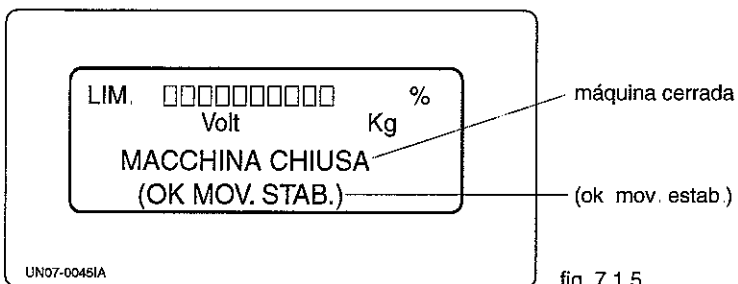 LIM. ▯▯▯▯▯▯▯▯▯▯ %
Volt Kg
MACCHINA CHIUSA
(OK MOV. STAB.)
máquina cerrada
(ok mov. estab.)
UN07-0045IA
fig. 7.1.5